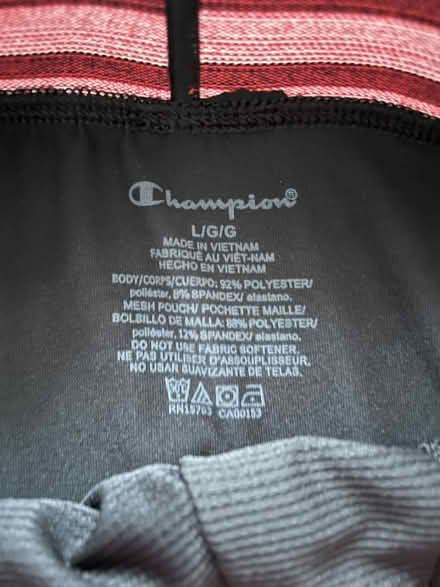 Champion®
L/G/G
MADE IN VIETNAM
FABRIQUÉ AU VIÊT-NAM
HECHO EN VIETNAM
BODY/CORPS/CUERPO: 92% POLYESTER/
poliéster, 8% SPANDEX/ elastano.
MESH POUCH/ POCHETTE MAILLE/
BOLSILLO DE MALLA: 88% POLYESTER/
poliéster, 12% SPANDEX/ elastano.
DO NOT USE FABRIC SOFTENER.
NE PAS UTILISER D'ASSOUPLISSEUR.
NO USAR SUAVIZANTE DE TELAS.
RN15763 CA00153